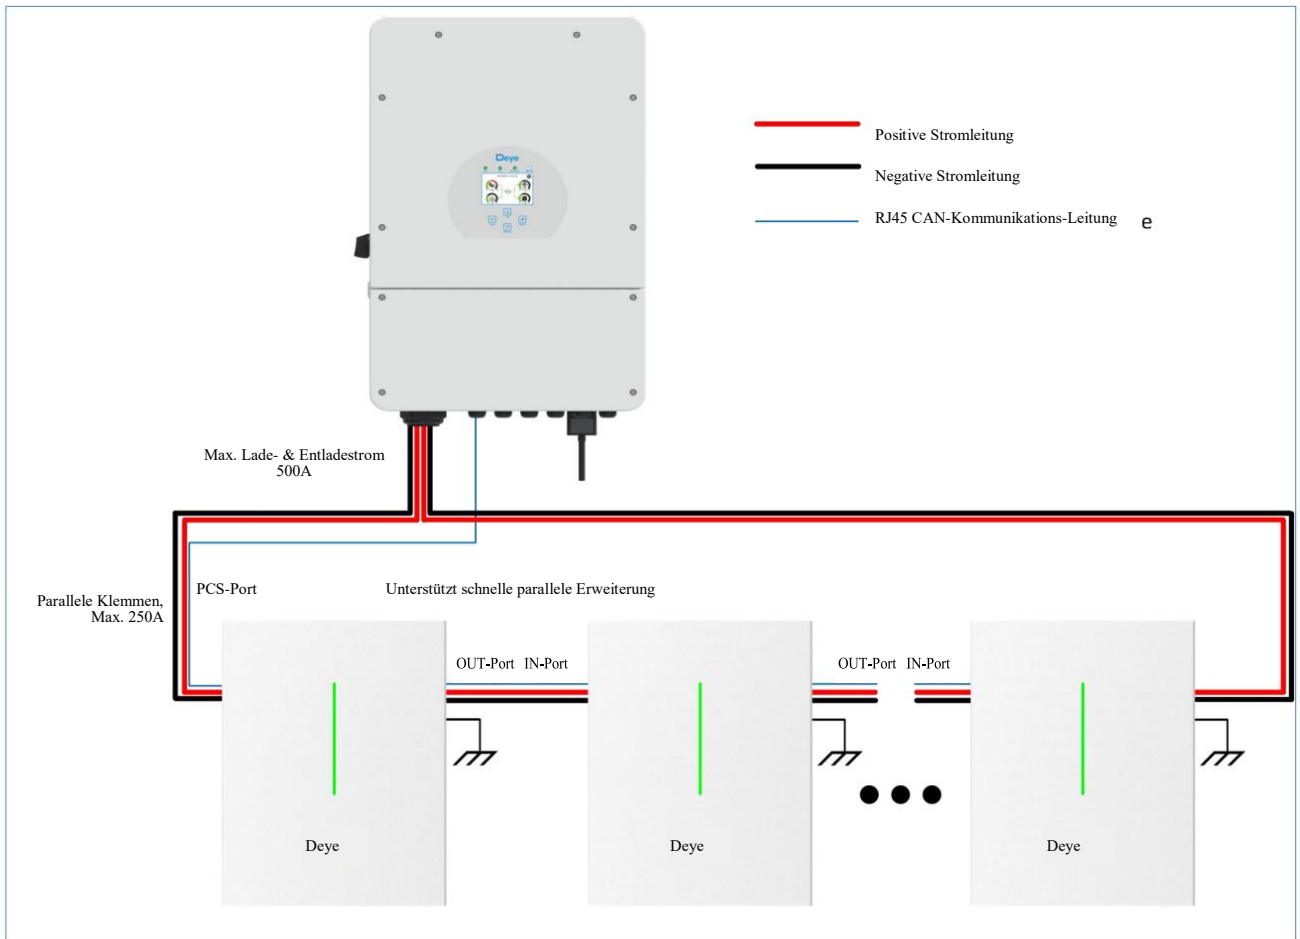 Deye
Positive Stromleitung
Negative Stromleitung
RJ45 CAN-Kommunikations-Leitung e
Max. Lade- & Entladestrom
500A
PCS-Port
Unterstützt schnelle parallele Erweiterung
Parallele Klemmen,
Max. 250A
OUT-Port IN-Port
OUT-Port IN-Port
Deye
Deye
Deye